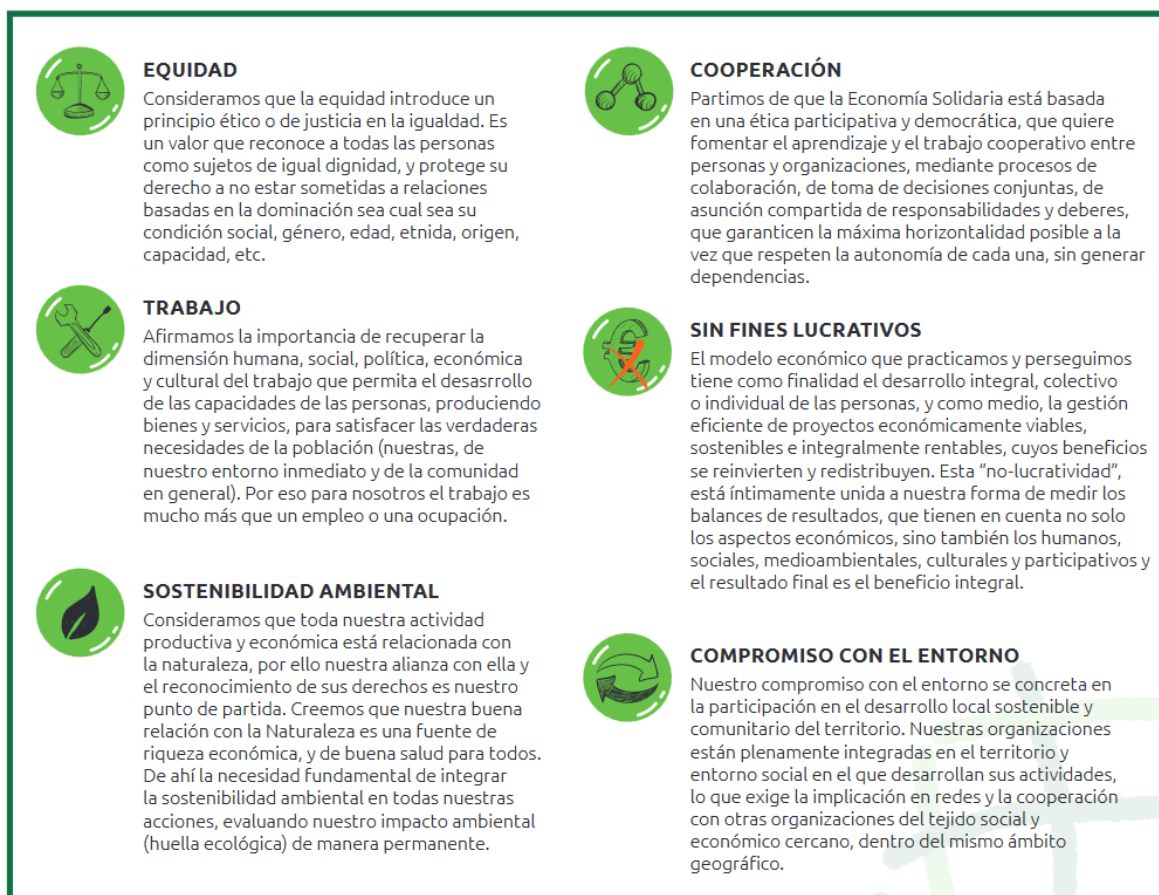 EQUIDAD
Consideramos que la equidad introduce un
principio ético o de justicia en la igualdad. Es
un valor que reconoce a todas las personas
como sujetos de igual dignidad, y protege su
derecho a no estar sometidas a relaciones
basadas en la dominación sea cual sea su
condición social, género, edad, etnida, origen,
capacidad, etc.
TRABAJO
Afirmamos la importancia de recuperar la
dimensión humana, social, política, económica
y cultural del trabajo que permita el desasrrollo
de las capacidades de las personas, produciendo
bienes y servicios, para satisfacer las verdaderas
necesidades de la población (nuestras, de
nuestro entorno inmediato y de la comunidad
en general). Por eso para nosotros el trabajo es
mucho más que un empleo o una ocupación.
SOSTENIBILIDAD AMBIENTAL
Consideramos que toda nuestra actividad
productiva y económica está relacionada con
la naturaleza, por ello nuestra alianza con ella y
el reconocimiento de sus derechos es nuestro
punto de partida. Creemos que nuestra buena
relación con la Naturaleza es una fuente de
riqueza económica, y de buena salud para todos.
De ahí la necesidad fundamental de integrar
la sostenibilidad ambiental en todas nuestras
acciones, evaluando nuestro impacto ambiental
(huella ecológica) de manera permanente.
COOPERACIÓN
Partimos de que la Economía Solidaria está basada
en una ética participativa y democrática, que quiere
fomentar el aprendizaje y el trabajo cooperativo entre
personas y organizaciones, mediante procesos de
colaboración, de toma de decisiones conjuntas, de
asunción compartida de responsabilidades y deberes,
que garanticen la máxima horizontalidad posible a la
vez que respeten la autonomía de cada una, sin generar
dependencias.
SIN FINES LUCRATIVOS
El modelo económico que practicamos y perseguimos
tiene como finalidad el desarrollo integral, colectivo
o individual de las personas, y como medio, la gestión
eficiente de proyectos económicamente viables,
sostenibles e integralmente rentables, cuyos beneficios
se reinvierten y redistribuyen. Esta “no-lucratividad”,
está íntimamente unida a nuestra forma de medir los
balances de resultados, que tienen en cuenta no solo
los aspectos económicos, sino también los humanos,
sociales, medioambientales, culturales y participativos y
el resultado final es el beneficio integral.
COMPROMISO CON EL ENTORNO
Nuestro compromiso con el entorno se concreta en
la participación en el desarrollo local sostenible y
comunitario del territorio. Nuestras organizaciones
están plenamente integradas en el territorio y
entorno social en el que desarrollan sus actividades,
lo que exige la implicación en redes y la cooperación
con otras organizaciones del tejido social y
económico cercano, dentro del mismo ámbito
geográfico.